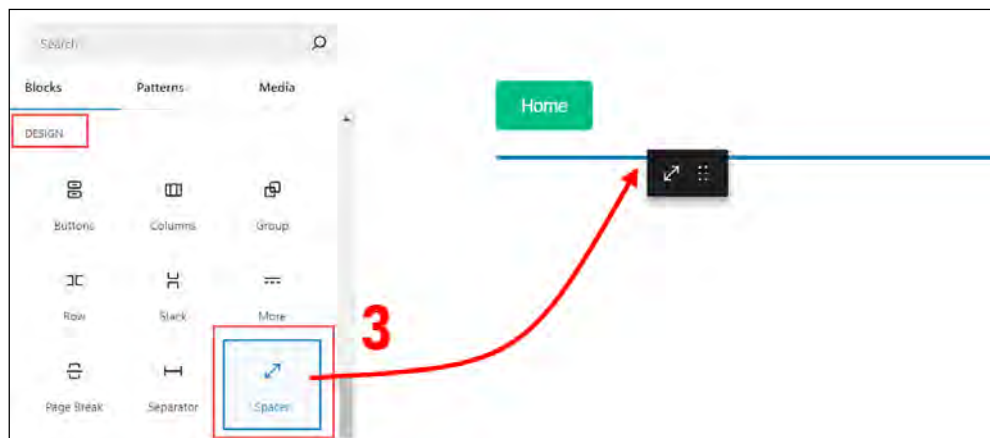 Search
Blocks Patterns Media
Home
DESIGN
Buttons Columns Group
Row Stack More
3
Page Break Separator Spacer